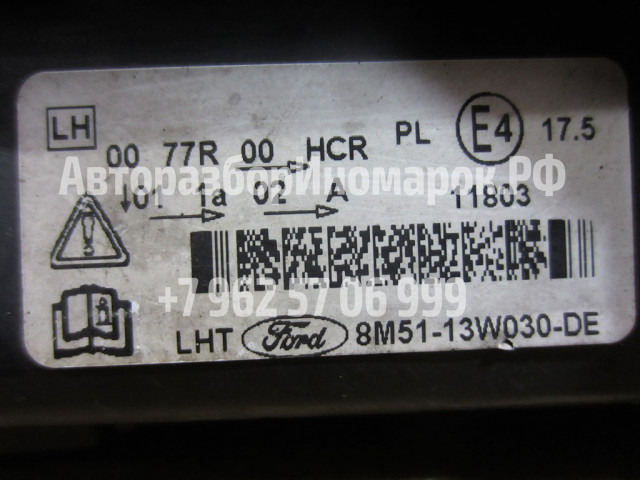 LH
00 77R 00 HCR PL E4 17.5
АвторазборИномарок.РФ
↓01 1a 02 A 11803
+7 962 57 06 999
LHT Ford 8M51-13W030-DE